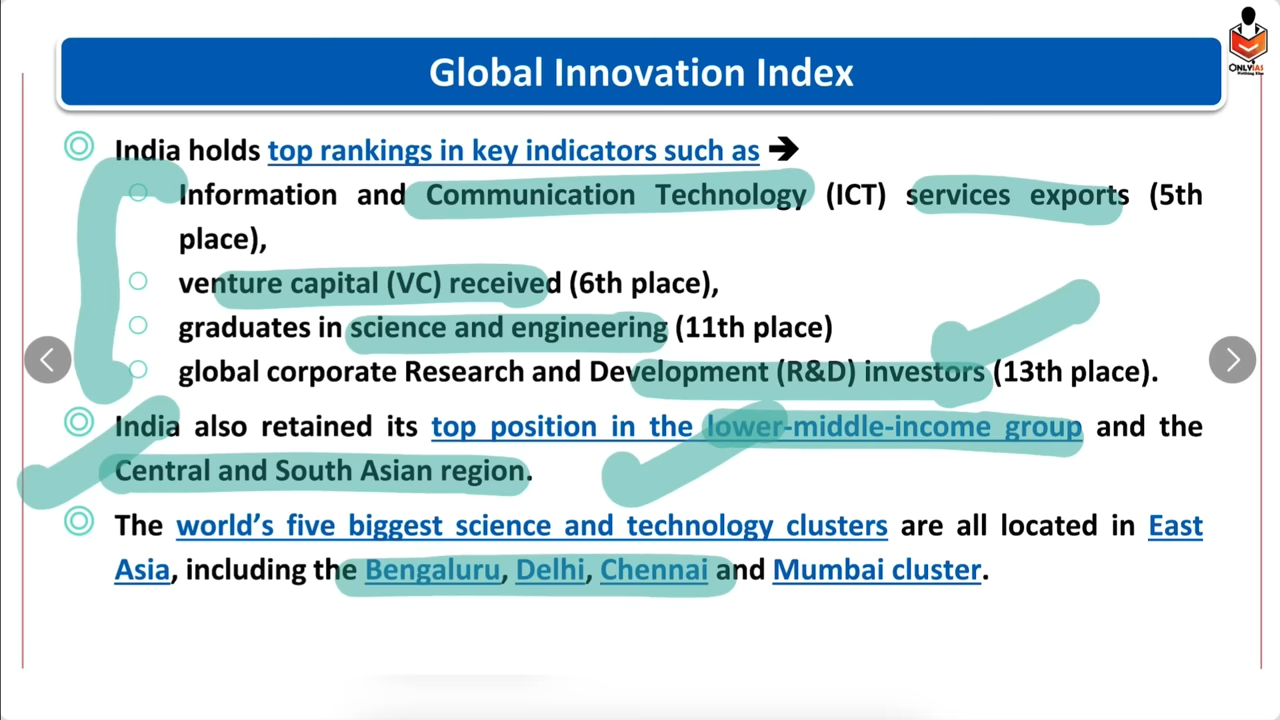 Global Innovation Index
ONLYIAS
Nothing Else
India holds top rankings in key indicators such as ➔
Information and Communication Technology (ICT) services exports (5th
place),
venture capital (VC) received (6th place),
graduates in science and engineering (11th place)
global corporate Research and Development (R&D) investors (13th place).
India also retained its top position in the lower-middle-income group and the
Central and South Asian region.
The world’s five biggest science and technology clusters are all located in East
Asia, including the Bengaluru, Delhi, Chennai and Mumbai cluster.